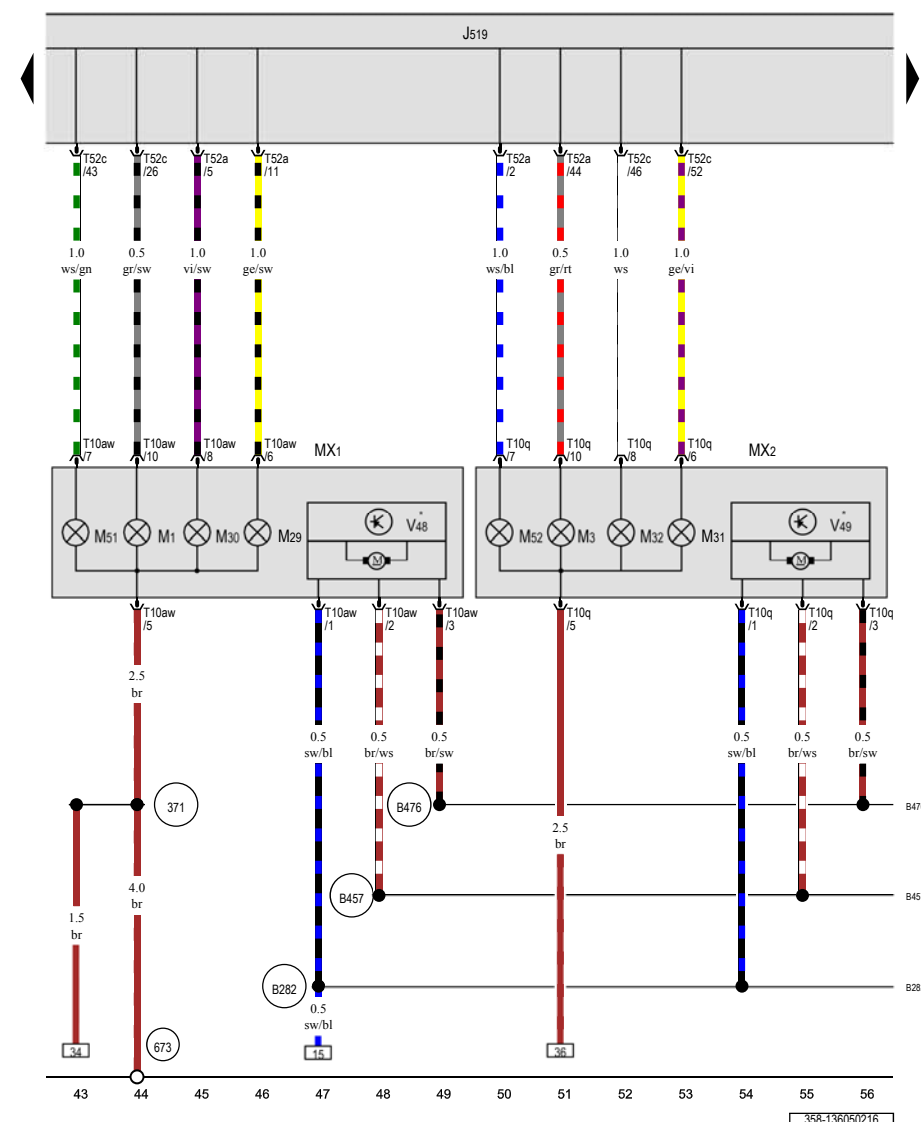 J519
T52c T52c T52a T52a T52a T52a T52c T52c
/43 /26 /5 /11 /2 /44 /46 /52
1.0 0.5 1.0 1.0 1.0 0.5 1.0 1.0
ws/gn gr/sw vi/sw ge/sw ws/bl gr/rt ws ge/vi
T10aw T10aw T10aw T10aw MX1 T10q T10q T10q T10q MX2
/7 /10 /8 /6 /7 /10 /8 /6
M51 M1 M30 M29 V48* M52 M3 M32 M31 V49*
M M
T10aw T10aw T10aw T10aw T10q T10q T10q T10q
/5 /1 /2 /3 /5 /1 /2 /3
2.5
br
0.5 0.5 0.5 0.5 0.5 0.5
sw/bl br/ws br/sw sw/bl br/ws br/sw
371 B476 B47
2.5
br
4.0
br
B457 B45
1.5
br
B282 B28
0.5
sw/bl
34 673 15 36
43 44 45 46 47 48 49 50 51 52 53 54 55 56
358-136050216